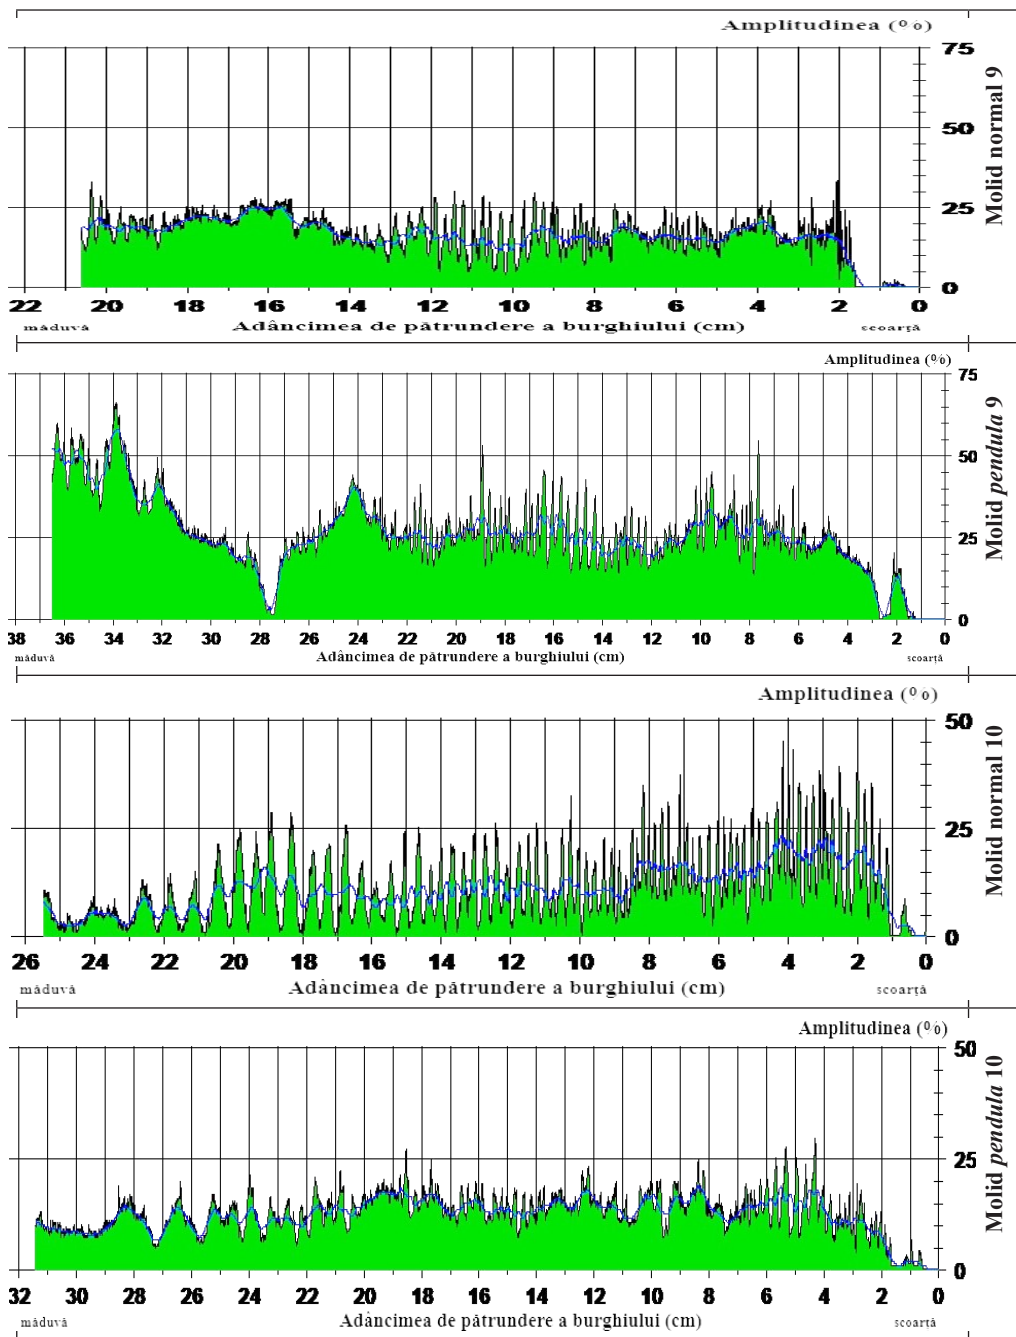 Amplitudinea (%)
75
50
25
0
Molid normal 9
22 20 18 16 14 12 10 8 6 4 2 0
măduvă Adâncimea de pătrundere a burghiului (cm) scoarță
Amplitudinea (%)
75
50
25
0
Molid pendula 9
38 36 34 32 30 28 26 24 22 20 18 16 14 12 10 8 6 4 2 0
măduvă Adâncimea de pătrundere a burghiului (cm) scoarță
Amplitudinea (%)
50
25
0
Molid normal 10
26 24 22 20 18 16 14 12 10 8 6 4 2 0
măduvă Adâncimea de pătrundere a burghiului (cm) scoarță
Amplitudinea (%)
50
25
0
Molid pendula 10
32 30 28 26 24 22 20 18 16 14 12 10 8 6 4 2 0
măduvă Adâncimea de pătrundere a burghiului (cm) scoarță